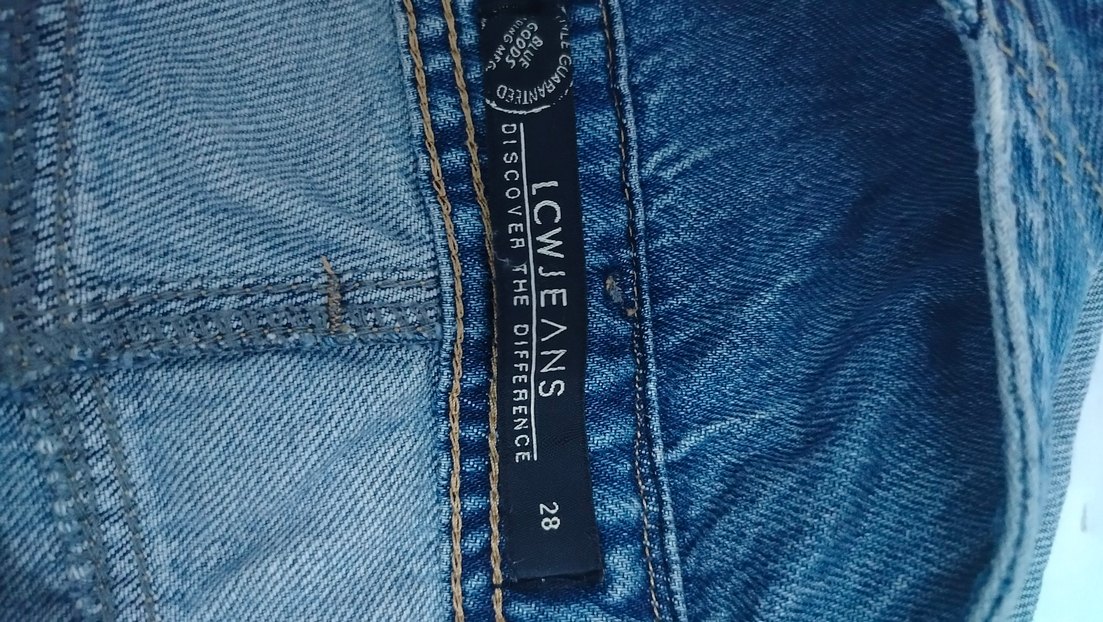 BLUE
GOODS
GUARANTEED
LCWJEANS
DISCOVER THE DIFFERENCE
28